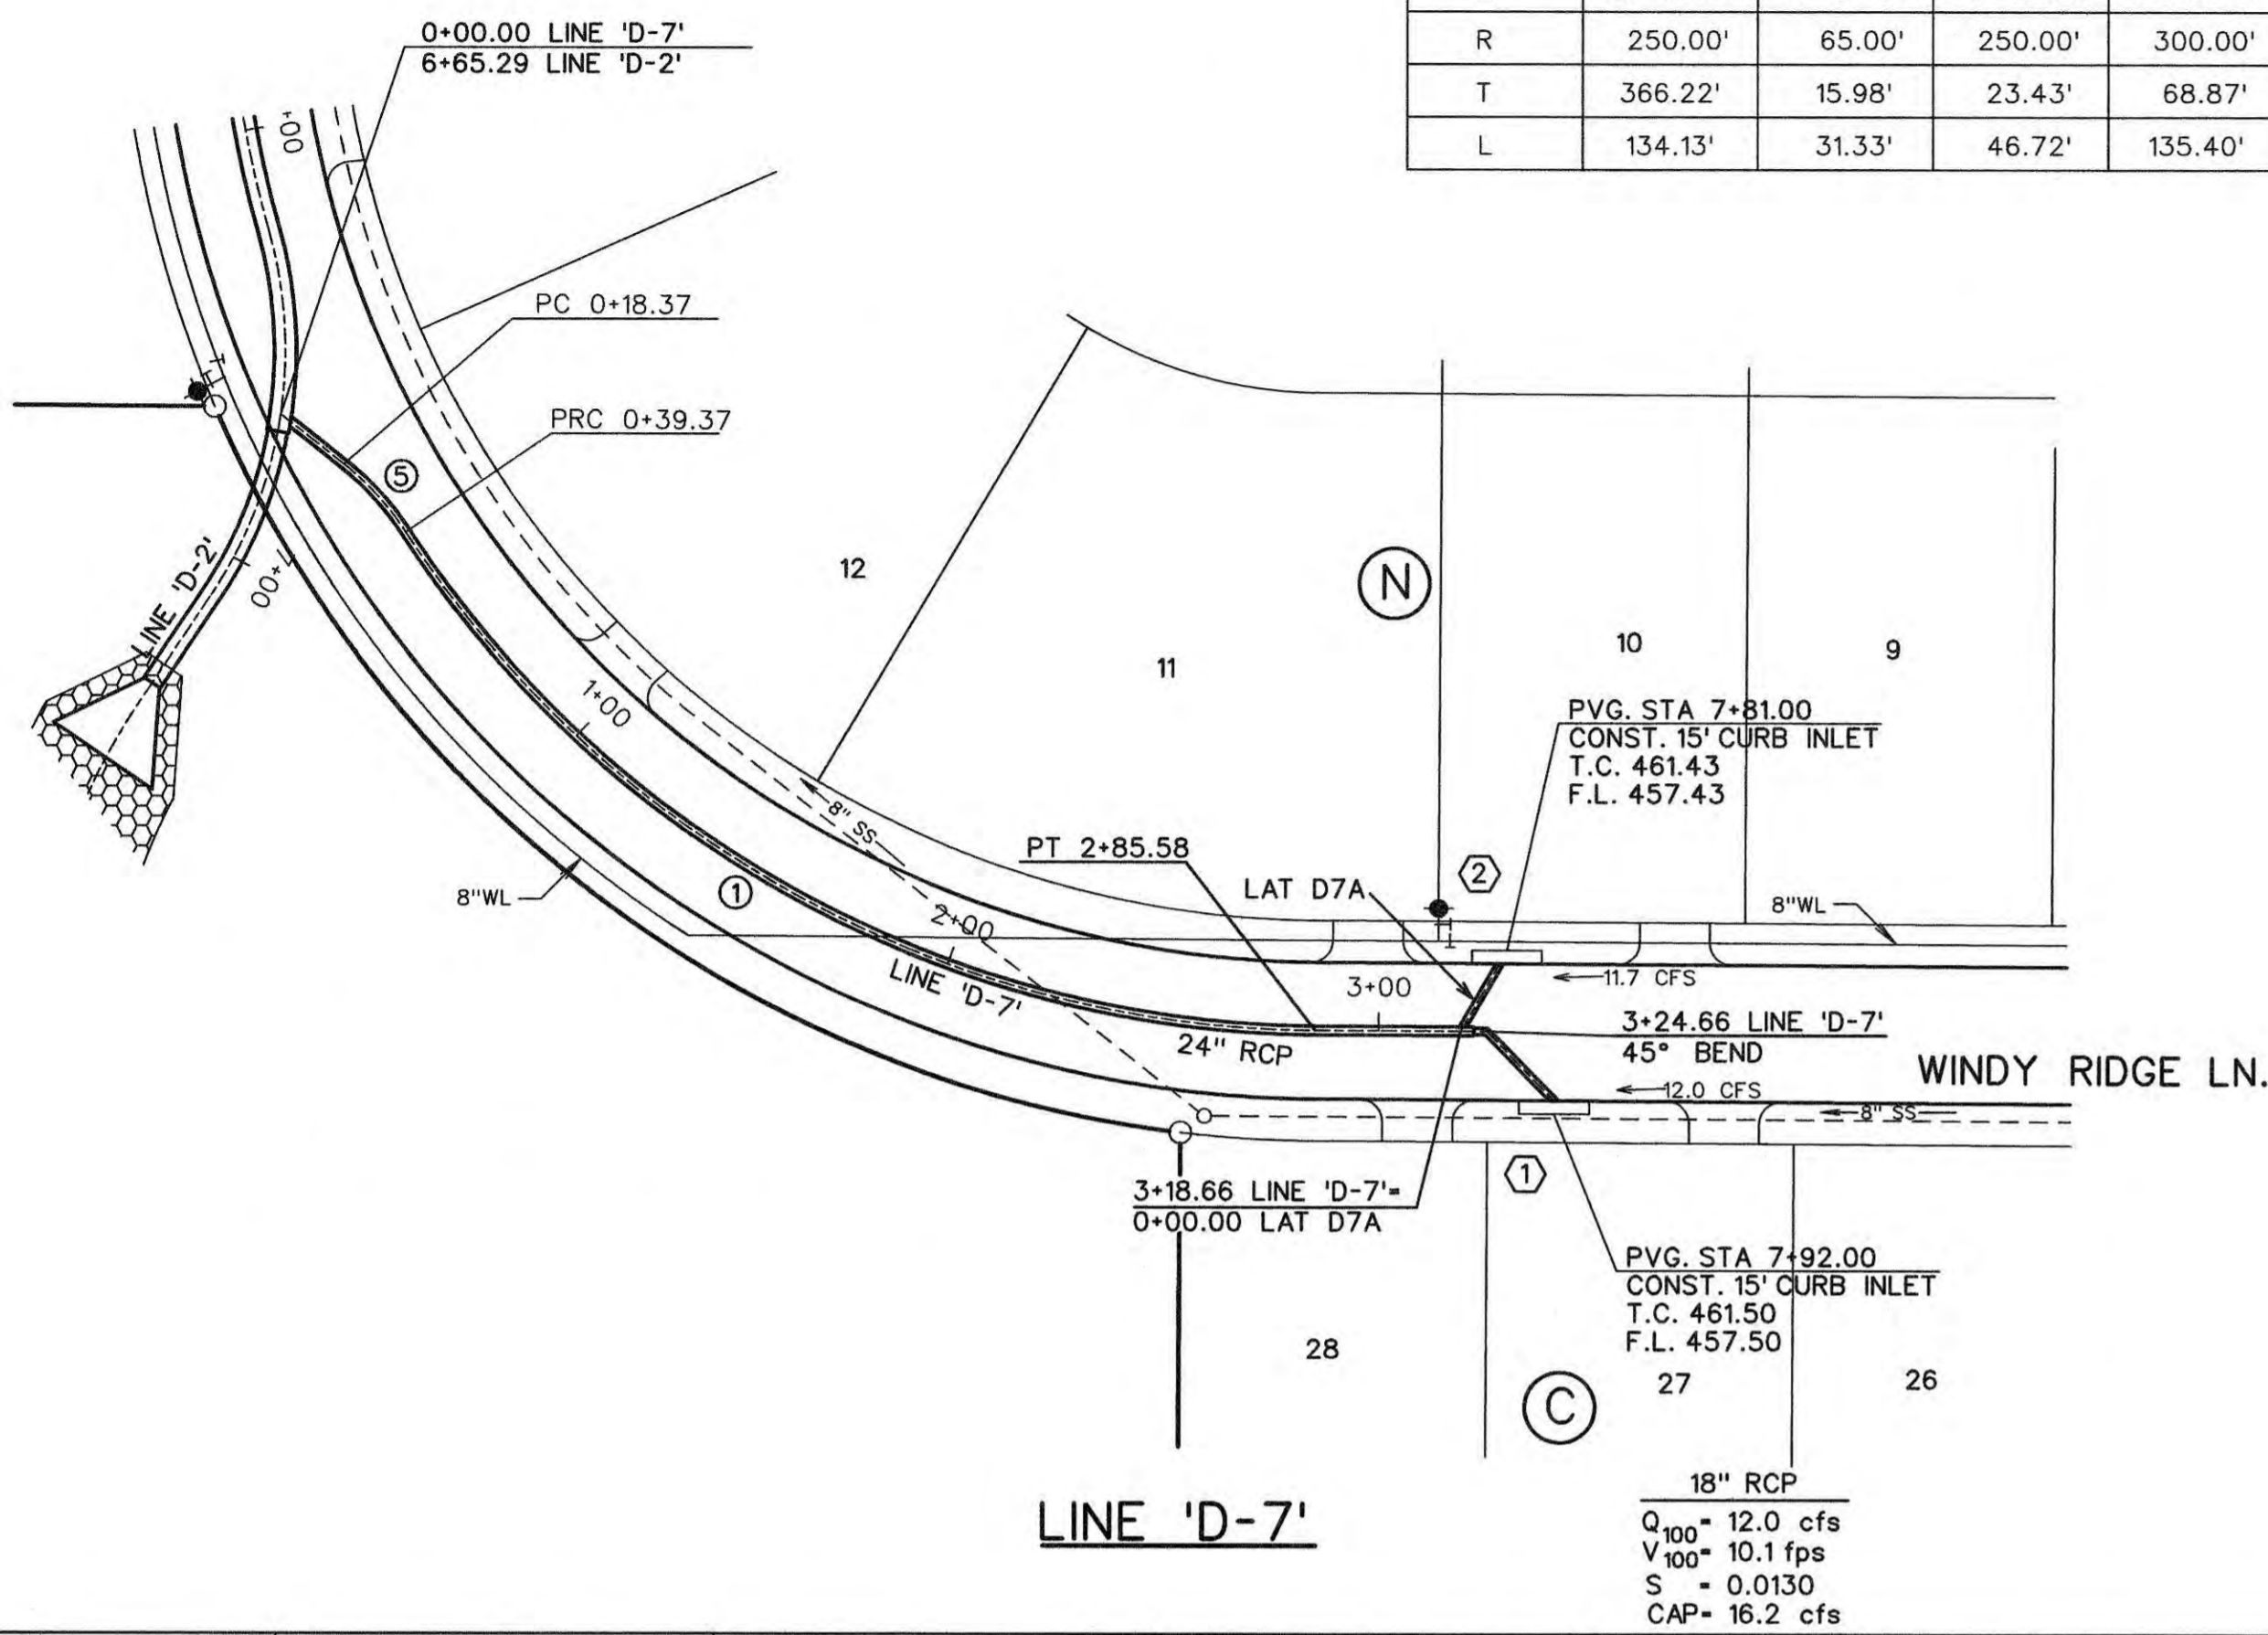 0+00.00 LINE 'D-7'
6+65.29 LINE 'D-2'
R 250.00' 65.00' 250.00' 300.00'
T 366.22' 15.98' 23.43' 68.87'
L 134.13' 31.33' 46.72' 135.40'
+00
PC 0+18.37
PRC 0+39.37
5
LINE 'D-2'
7+00
12
N
11
10
9
1+00
PVG. STA 7+81.00
CONST. 15' CURB INLET
T.C. 461.43
F.L. 457.43
8" SS
PT 2+85.58
2
LAT D7A
8"WL
1
8"WL
2+00
LINE 'D-7'
3+00
11.7 CFS
24" RCP
3+24.66 LINE 'D-7'
45° BEND
WINDY RIDGE LN.
12.0 CFS
8" SS
1
3+18.66 LINE 'D-7'=
0+00.00 LAT D7A
PVG. STA 7+92.00
CONST. 15' CURB INLET
T.C. 461.50
F.L. 457.50
28
27
26
C
LINE 'D-7'
18" RCP
Q100= 12.0 cfs
V100= 10.1 fps
S = 0.0130
CAP= 16.2 cfs